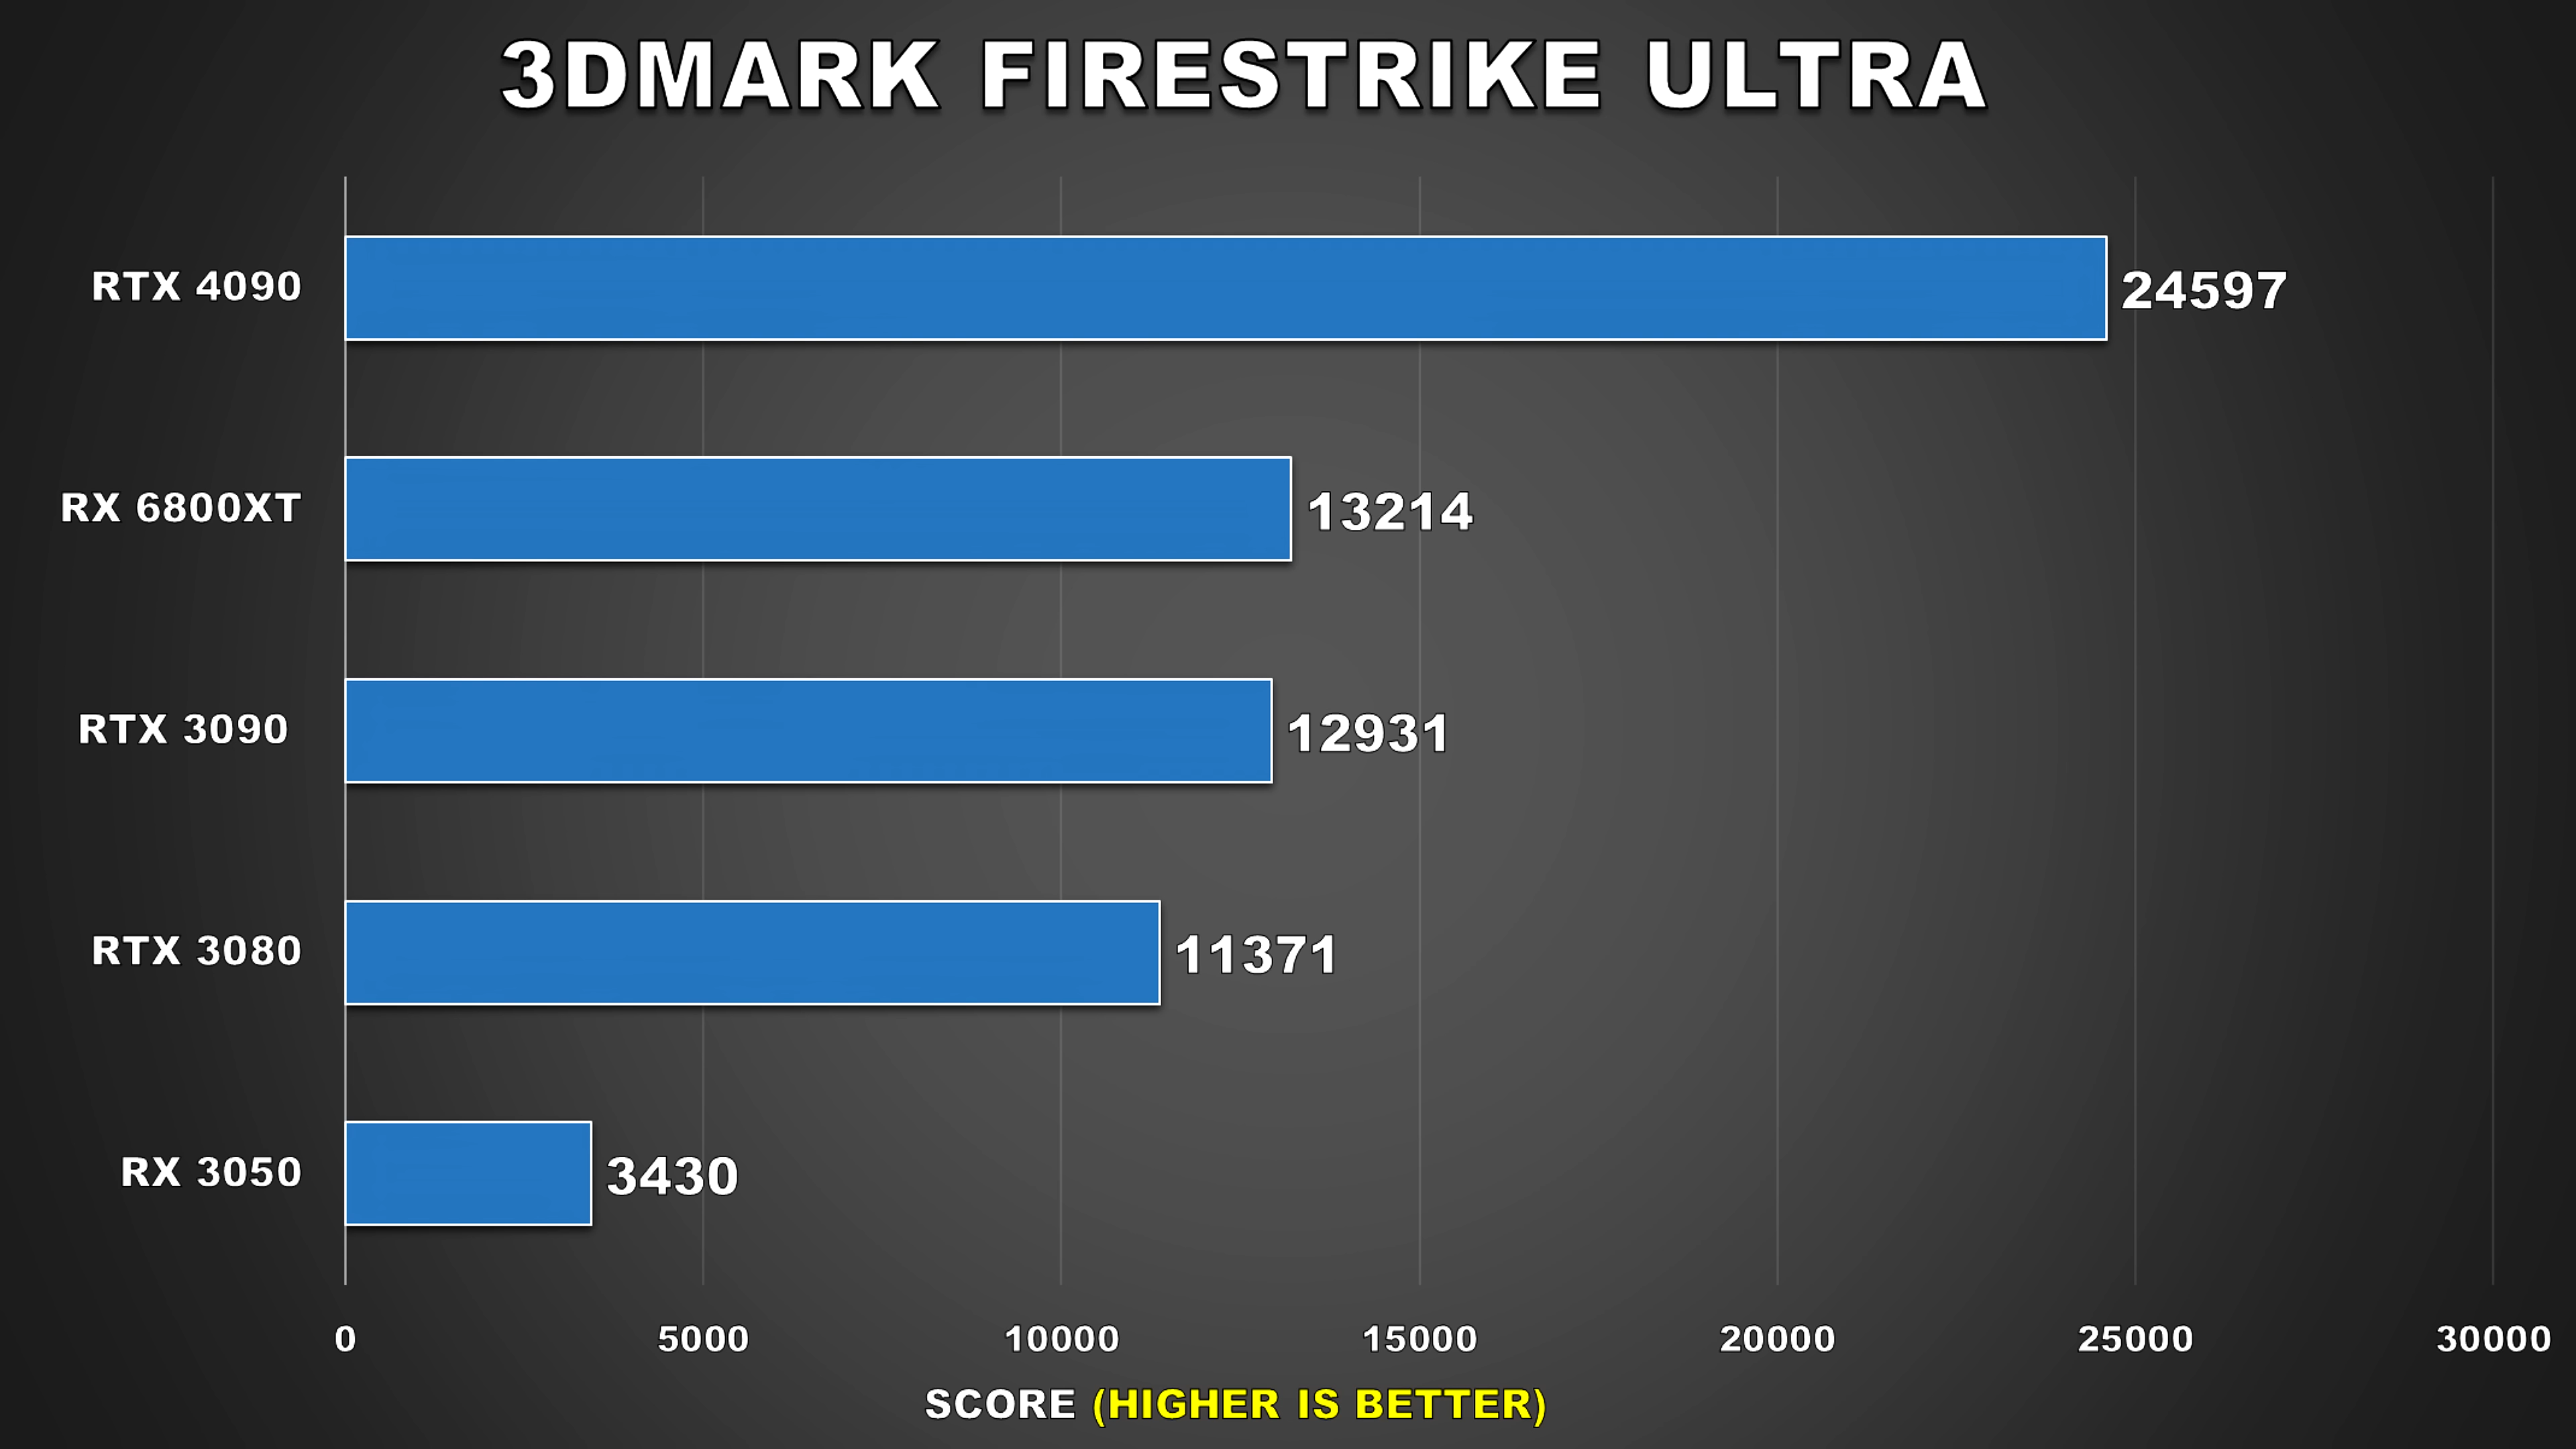 3DMARK FIRESTRIKE ULTRA
RTX 4090
24597
RX 6800XT
13214
RTX 3090
12931
RTX 3080
11371
RX 3050
3430
0 5000 10000 15000 20000 25000 30000
SCORE (HIGHER IS BETTER)